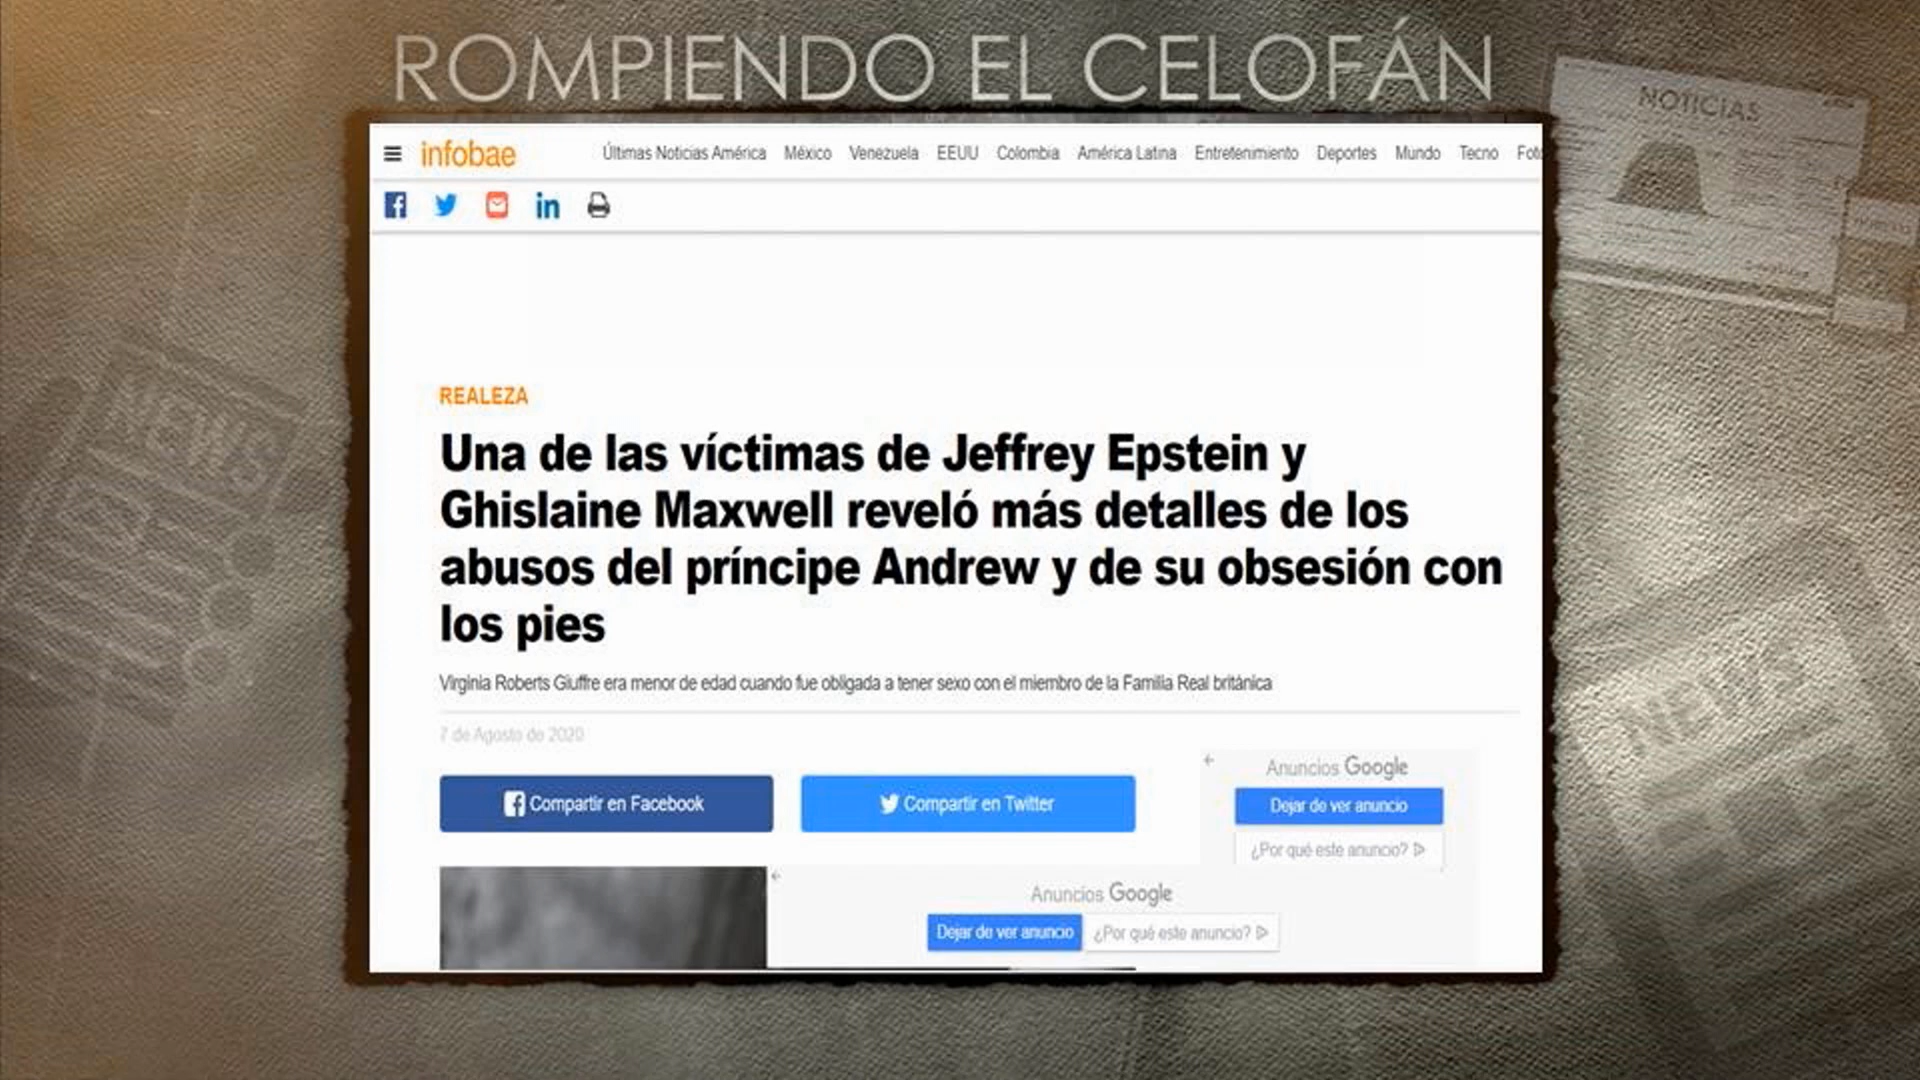 ROMPIENDO EL CELOFÁN
NOTICIAS
infobae
Últimas Noticias América México Venezuela EEUU Colombia América Latina Entretenimiento Deportes Mundo Tecno Foto
REALEZA
Una de las víctimas de Jeffrey Epstein y
Ghislaine Maxwell reveló más detalles de los
abusos del príncipe Andrew y de su obsesión con
los pies
Virginia Roberts Giuffre era menor de edad cuando fue obligada a tener sexo con el miembro de la Familia Real británica
7 de Agosto de 2020
Compartir en Facebook
Compartir en Twitter
Anuncios Google
Dejar de ver anuncio
¿Por qué este anuncio?
Anuncios Google
Dejar de ver anuncio
¿Por qué este anuncio?
NEWS
NEWS